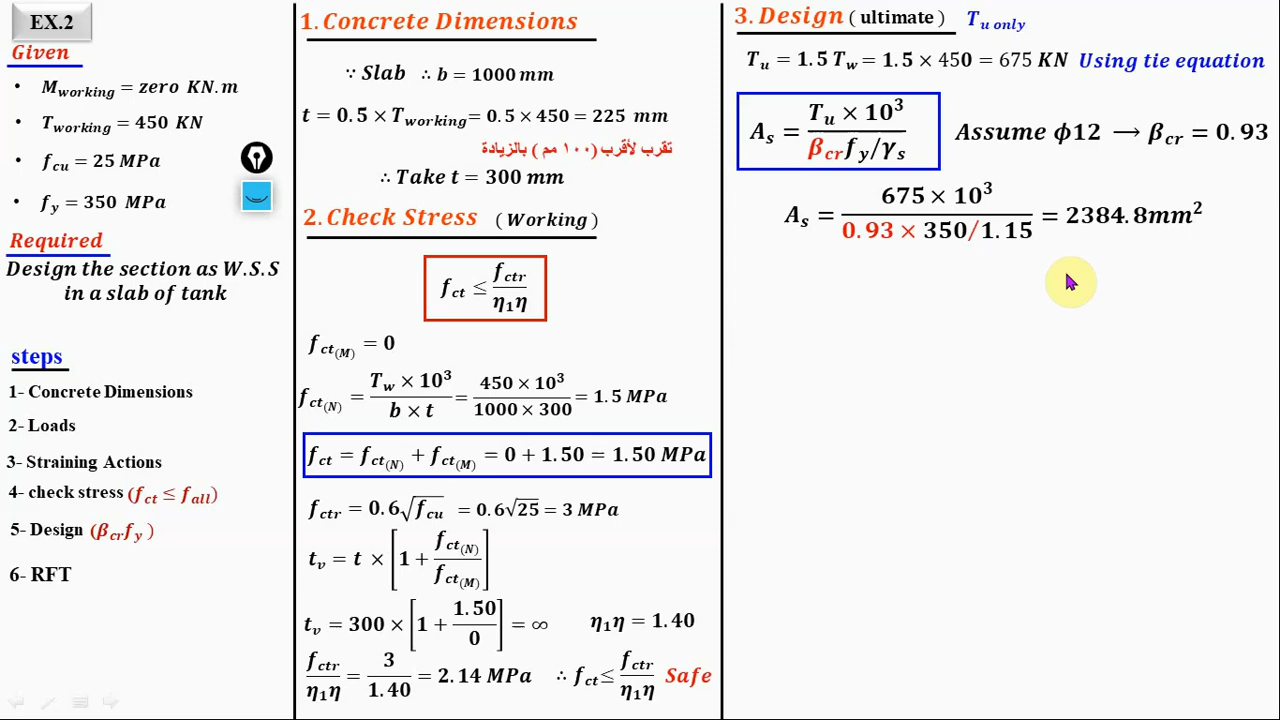 EX.2
Given
• M_working = zero KN.m
• T_working = 450 KN
• f_cu = 25 MPa
• f_y = 350 MPa
Required
Design the section as W.S.S
in a slab of tank
steps
1- Concrete Dimensions
2- Loads
3- Straining Actions
4- check stress (f_ct ≤ f_all)
5- Design (β_cr f_y )
6- RFT
1. Concrete Dimensions
∵ Slab ∴ b = 1000 mm
t = 0.5 × T_working = 0.5 × 450 = 225 mm
تقرب لأقرب (١٠٠ مم ) بالزيادة
∴ Take t = 300 mm
2. Check Stress ( Working )
f_ct ≤ f_ctr / η₁η
f_ct(M) = 0
f_ct(N) = T_w × 10³ / b × t = 450 × 10³ / 1000 × 300 = 1.5 MPa
f_ct = f_ct(N) + f_ct(M) = 0 + 1.50 = 1.50 MPa
f_ctr = 0.6√f_cu = 0.6√25 = 3 MPa
t_v = t × [1 + f_ct(N) / f_ct(M)]
t_v = 300 × [1 + 1.50 / 0] = ∞ η₁η = 1.40
f_ctr / η₁η = 3 / 1.40 = 2.14 MPa ∴ f_ct ≤ f_ctr / η₁η Safe
3. Design ( ultimate ) T_u only
T_u = 1.5 T_w = 1.5 × 450 = 675 KN Using tie equation
A_s = T_u × 10³ / β_cr f_y/γ_s Assume ϕ12 → β_cr = 0.93
A_s = 675 × 10³ / 0.93 × 350/1.15 = 2384.8mm²